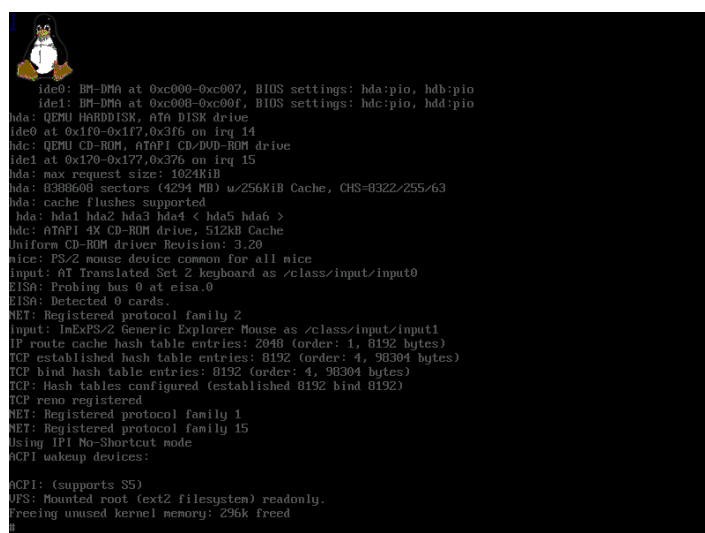 ide0: BM-DMA at 0xc000-0xc007, BIOS settings: hda:pio, hdb:pio
ide1: BM-DMA at 0xc008-0xc00f, BIOS settings: hdc:pio, hdd:pio
hda: QEMU HARDDISK, ATA DISK drive
ide0 at 0x1f0-0x1f7,0x3f6 on irq 14
hdc: QEMU CD-ROM, ATAPI CD/DVD-ROM drive
ide1 at 0x170-0x177,0x376 on irq 15
hda: max request size: 1024KiB
hda: 8388608 sectors (4294 MB) w/256KiB Cache, CHS=8322/255/63
hda: cache flushes supported
hda: hda1 hda2 hda3 hda4 < hda5 hda6 >
hdc: ATAPI 4X CD-ROM drive, 512kB Cache
Uniform CD-ROM driver Revision: 3.20
mice: PS/2 mouse device common for all mice
input: AT Translated Set 2 keyboard as /class/input/input0
EISA: Probing bus 0 at eisa.0
EISA: Detected 0 cards.
NET: Registered protocol family 2
input: ImExPS/2 Generic Explorer Mouse as /class/input/input1
IP route cache hash table entries: 2048 (order: 1, 8192 bytes)
TCP established hash table entries: 8192 (order: 4, 98304 bytes)
TCP bind hash table entries: 8192 (order: 4, 98304 bytes)
TCP: Hash tables configured (established 8192 bind 8192)
TCP reno registered
NET: Registered protocol family 1
NET: Registered protocol family 15
Using IPI No-Shortcut mode
ACPI wakeup devices:
ACPI: (supports S5)
VFS: Mounted root (ext2 filesystem) readonly.
Freeing unused kernel memory: 296k freed
#